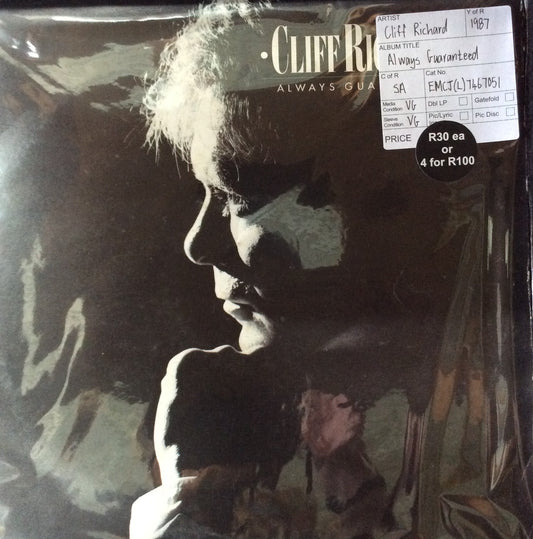 ·CLIFF RIC
ALWAYS GUA
ARTIST
Cliff Richard
Y of R
1987
ALBUM TITLE
Always Guaranteed
C of R
SA
Cat No
EMCJ(L)7467051
Media Condition VG
Dbl LP
Gatefold
Sleeve Condition VG
Pic/Lyric
Pic Disc
PRICE
R30 ea
or
4 for R100